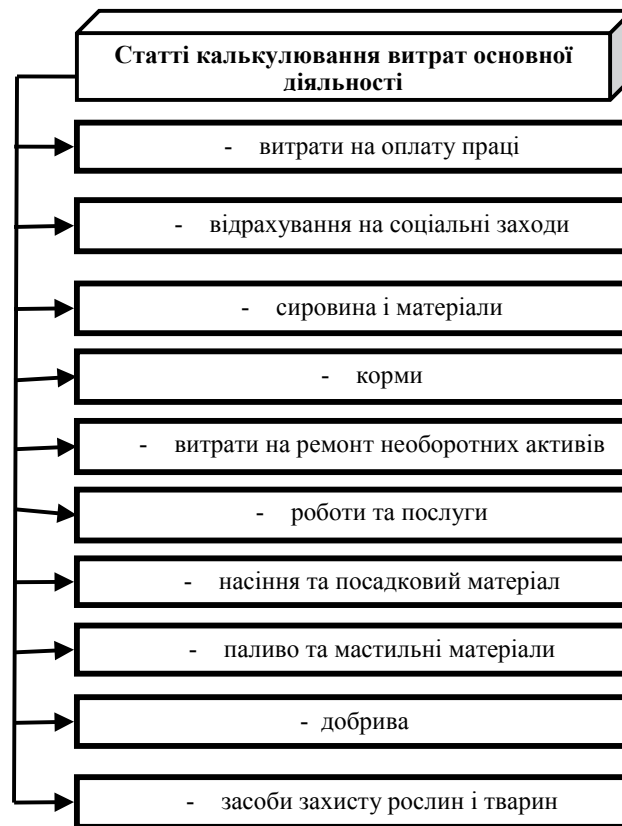 Статті калькулювання витрат основної
діяльності
- витрати на оплату праці
- відрахування на соціальні заходи
- сировина і матеріали
- корми
- витрати на ремонт необоротних активів
- роботи та послуги
- насіння та посадковий матеріал
- паливо та мастильні матеріали
- добрива
- засоби захисту рослин і тварин